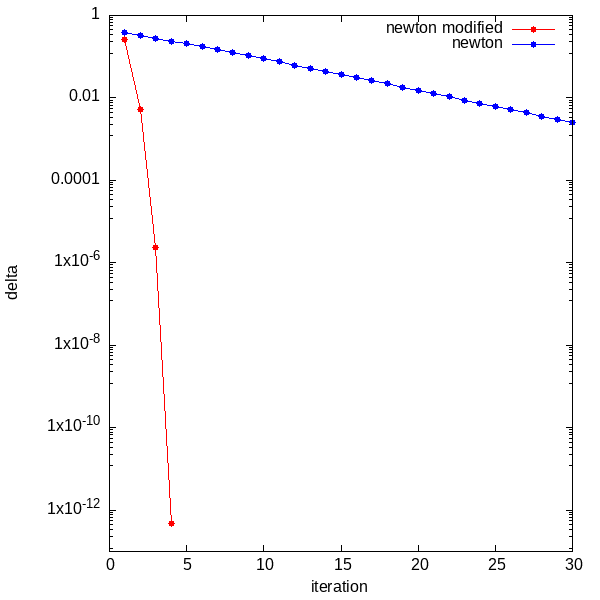 1
newton modified
newton
0.01
0.0001
1x10-6
1x10-8
1x10-10
1x10-12
delta
0 5 10 15 20 25 30
iteration